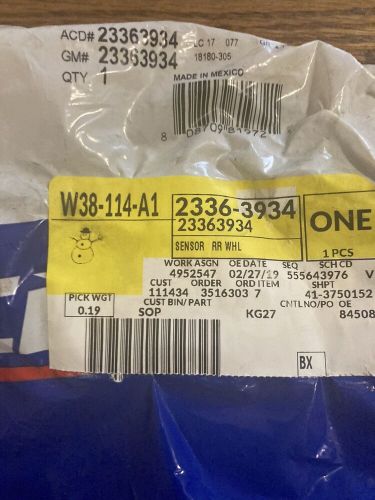 ACD# 23363934 LC 17 077
GM# 23363934 18180-305
QTY 1
MADE IN MEXICO
W38-114-A1
2336-3934
23363934
SENSOR RR WHL
ONE
1 PCS
WORK ASGN OE DATE SEQ SCH CD
4952547 02/27/19 555643976 V
CUST ORDER ORD ITEM SHPT
111434 3516303 7 41-3750152
PICK WGT
0.19
CUST BIN/ PART CNTL NO/PO OE
SOP KG27 84508
BX